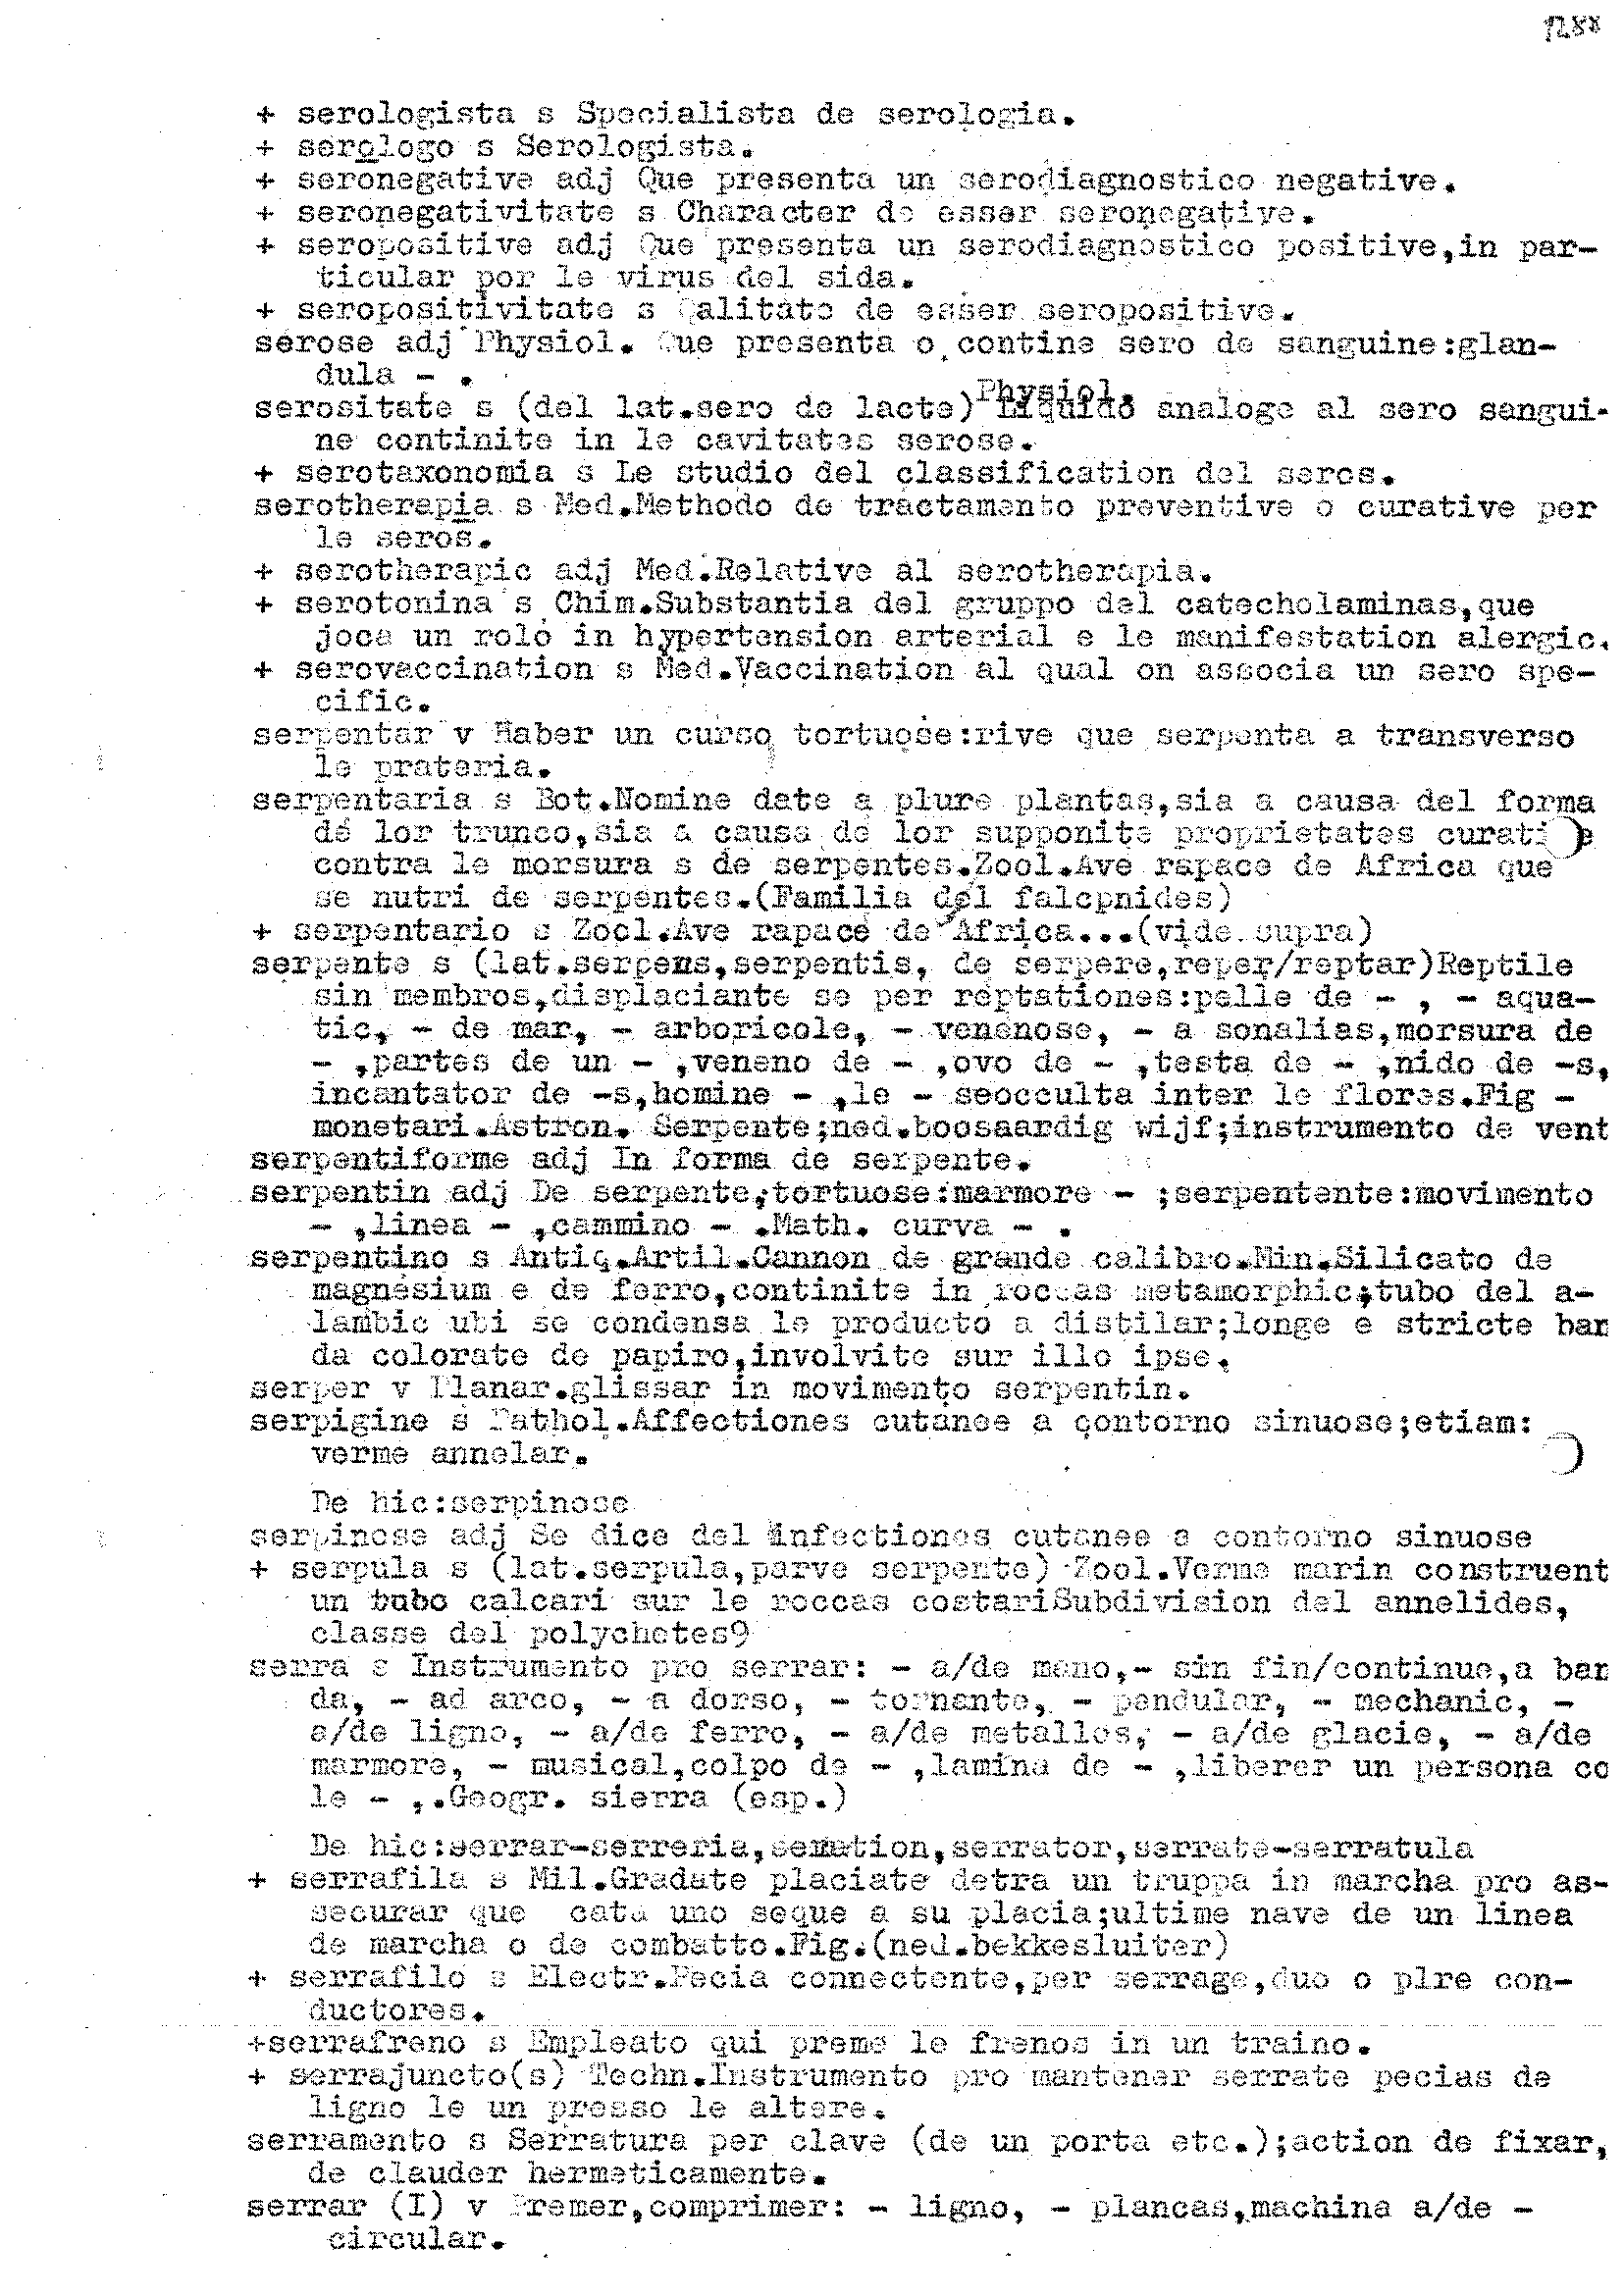 1288
+ serologista s Specialista de serologia.
+ serologo s Serologista.
+ seronegative adj Que presenta un serodiagnostico negative.
+ seronegativitate s Character de esser seronegative.
+ seropositive adj Que presenta un serodiagnostico positive,in par-
ticular por le virus del sida.
+ seropositivitate s Qalitate de esser seropositive.
serose adj Physiol. Que presenta o contine sero de sanguine:glan-
dula - .
serositate s (del lat.sero de lacte) Physiol. Liquido analoge al sero sangui-
ne continite in le cavitates serose.
+ serotaxonomia s Le studio del classification del seros.
serotherapia s Med.Methodo de tractamento preventive o curative per
le seros.
+ serotherapic adj Med.Relative al serotherapia.
+ serotonina s Chim.Substantia del gruppo del catecholaminas,que
joca un rolo in hypertension arterial e le manifestation alergic.
+ serovaccination s Med.Vaccination al qual on associa un sero spe-
cific.
serpentar v Haber un curso tortuose:rive que serpenta a transverso
le prateria.
serpentaria s Bot.Nomine date a plure plantas,sia a causa del forma
de lor trunco,sia a causa de lor supponite proprietates curati e
contra le morsura s de serpentes.Zool.Ave rapace de Africa que
se nutri de serpentes.(Familia del falcpnides)
+ serpentario s Zool.Ave rapace de Africa...(vide supra)
serpente s (lat.serpens,serpentis, de serpere,reper/reptar)Reptile
sin membros,displaciante se per reptationes:pelle de - , - aqua-
tic, - de mar, - arboricole, - venenose, - a sonalias,morsura de
- ,partes de un - ,veneno de - ,ovo de - ,testa de - ,nido de -s,
incantator de -s,homine - ,le - seocculta inter le flores.Fig -
monetari.Astron. Serpente;ned.boosaardig wijf;instrumento de vent
serpentiforme adj In forma de serpente.
serpentin adj De serpente;tortuose:marmore - ;serpentente:movimento
- ,linea - ,cammino - .Math. curva - .
serpentino s Antiq.Artil.Cannon de grande calibro.Min.Silicato de
magnesium e de ferro,continite in roccas metamorphic;tubo del a-
lambic ubi se condensa le producto a distilar;longe e stricte ban
da colorate de papiro,involvite sur illo ipse.
serper v Planar.glissar in movimento serpentin.
serpigine s Pathol.Affectiones cutanee a contorno sinuose;etiam:
verme annelar.
De hic:serpinose
serpinose adj Se dice del infectiones cutanee a contorno sinuose
+ serpula s (lat.serpula,parve serpente) Zool.Verme marin construent
un tubo calcari sur le roccas costariSubdivision del annelides,
classe del polychetes9
serra s Instrumento pro serrar: - a/de mano,- sin fin/continue,a ban
da, - ad arco, - a dorso, - tornante, - pendular, - mechanic, -
a/de ligno, - a/de ferro, - a/de metallos, - a/de glacie, - a/de
marmore, - musical,colpo de - ,lamina de - ,liberer un persona co
le - ,.Geogr. sierra (esp.)
De hic:serrar-serreria, serrator,serrate-serratula
+ serrafila s Mil.Gradate placiate detra un truppa in marcha pro as-
securar que cata uno seque a su placia;ultime nave de un linea
de marcha o de combatto.Fig.(ned.bekkesluiter)
+ serrafilo s Electr.Pecia connectente,per serrage,duo o plre con-
ductores.
+serrafreno s Empleato qui preme le frenos in un traino.
+ serrajuncto(s) Techn.Instrumento pro mantener serrate pecias de
ligno le un presso le altere.
serramento s Serratura per clave (de un porta etc.);action de fixar,
de clauder hermeticamente.
serrar (I) v Premer,comprimer: - ligno, - plancas,machina a/de -
circular.